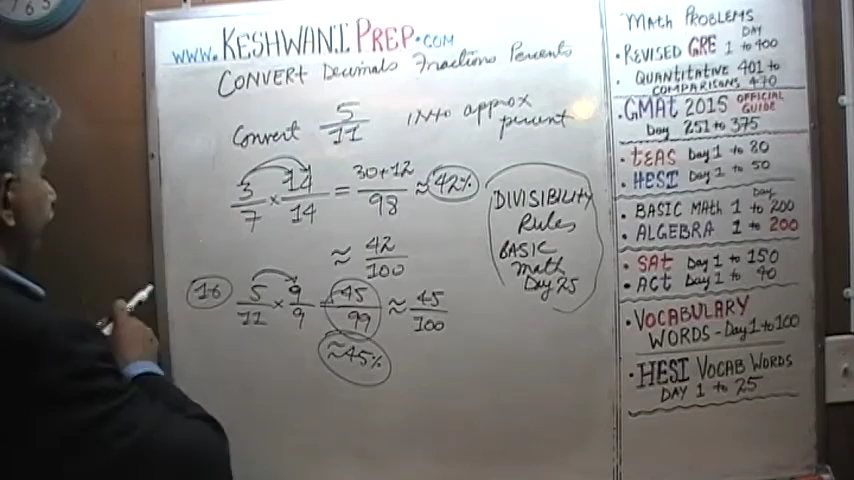 www.KESHWANI PREP.COM
CONVERT Decimals Fractions Percents
Convert 5/11 into approx percent
3/7 × 14/14 = 30+12/98 ≈ 42%
≈ 42/100
16 5/11 × 9/9 = 45/99 ≈ 45/100
≈45%
DIVISIBILITY
Rules
BASIC
math
Day 25
MATH PROBLEMS
DAY
• REVISED GRE 1 to 400
• QUANTITATIVE 401 to
COMPARISONS 470
GMAT 2015 OFFICIAL GUIDE
Day 251 to 375
• TEAS Day 1 to 80
• HESI Day 1 to 50
Day
• BASIC MATH 1 to 200
• ALGEBRA 1 to 200
• SAT Day 1 to 150
• ACT Day 1 to 90
• VOCABULARY
WORDS - Day 1 to 100
• HESI VOCAB WORDS
DAY 1 to 25
7 6 5